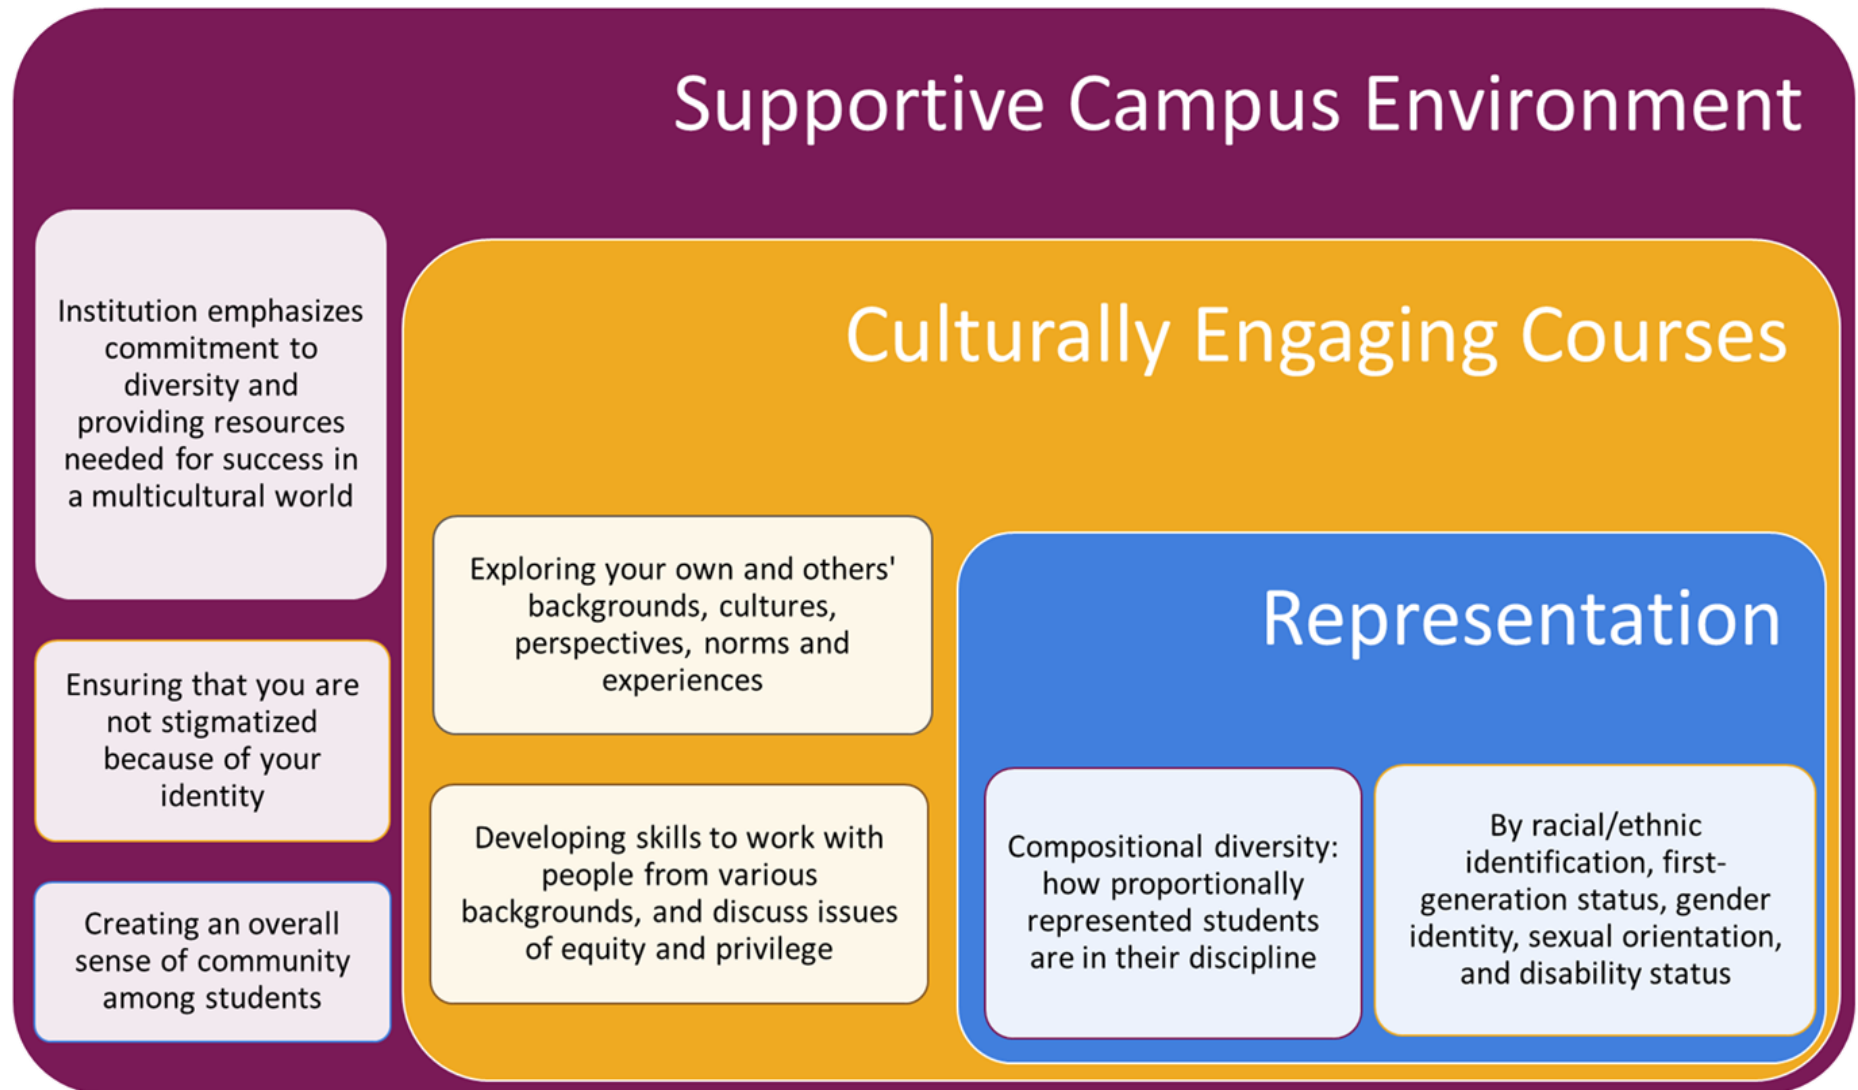 Supportive Campus Environment
Institution emphasizes
commitment to
diversity and
providing resources
needed for success in
a multicultural world
Ensuring that you are
not stigmatized
because of your
identity
Creating an overall
sense of community
among students
Culturally Engaging Courses
Exploring your own and others'
backgrounds, cultures,
perspectives, norms and
experiences
Developing skills to work with
people from various
backgrounds, and discuss issues
of equity and privilege
Representation
Compositional diversity:
how proportionally
represented students
are in their discipline
By racial/ethnic
identification, first-
generation status, gender
identity, sexual orientation,
and disability status